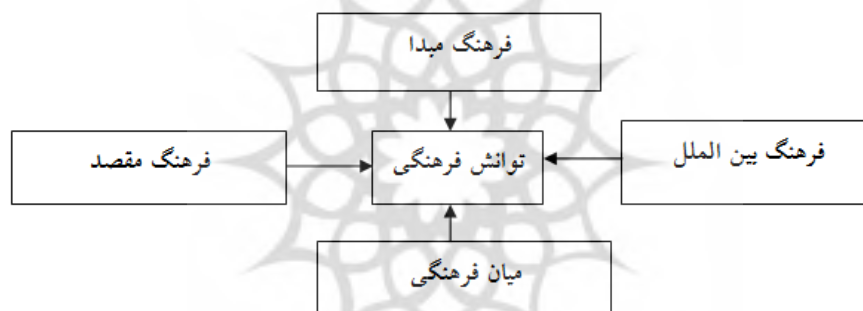 فرهنگ مبدا
فرهنگ بین الملل
توانش فرهنگی
فرهنگ مقصد
میان فرهنگی